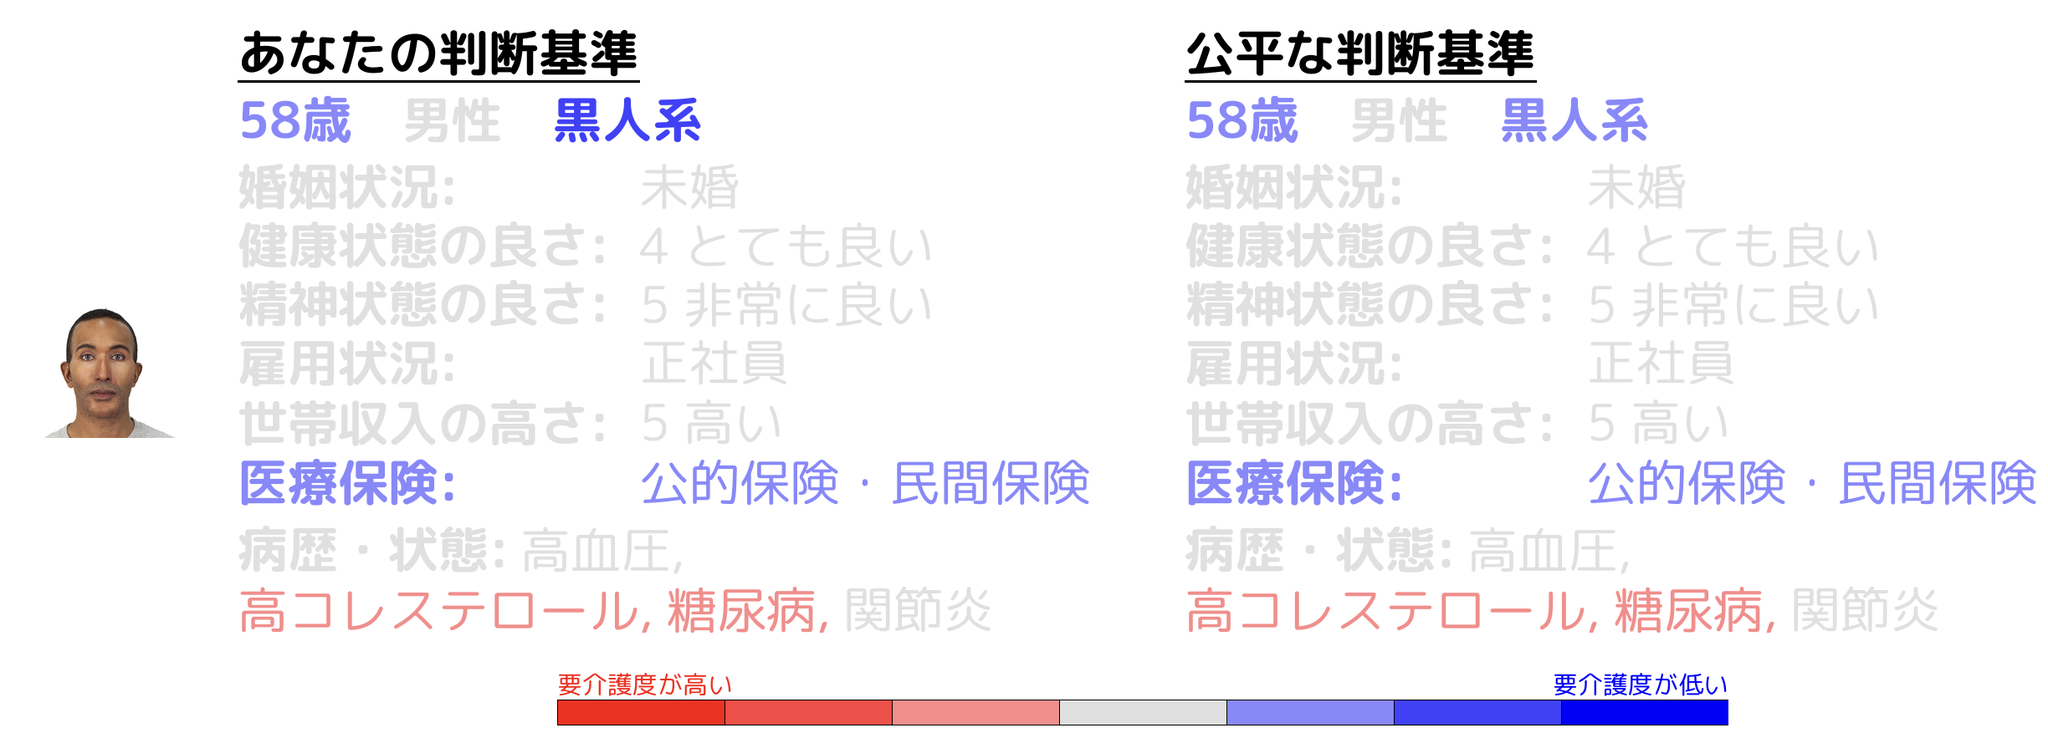 あなたの判断基準
58歳 男性 黒人系
婚姻状況: 未婚
健康状態の良さ: 4 とても良い
精神状態の良さ: 5 非常に良い
雇用状況: 正社員
世帯収入の高さ: 5 高い
医療保険: 公的保険・民間保険
病歴・状態: 高血圧,
高コレステロール, 糖尿病, 関節炎
公平な判断基準
58歳 男性 黒人系
婚姻状況: 未婚
健康状態の良さ: 4 とても良い
精神状態の良さ: 5 非常に良い
雇用状況: 正社員
世帯収入の高さ: 5 高い
医療保険: 公的保険・民間保険
病歴・状態: 高血圧,
高コレステロール, 糖尿病, 関節炎
要介護度が高い
要介護度が低い